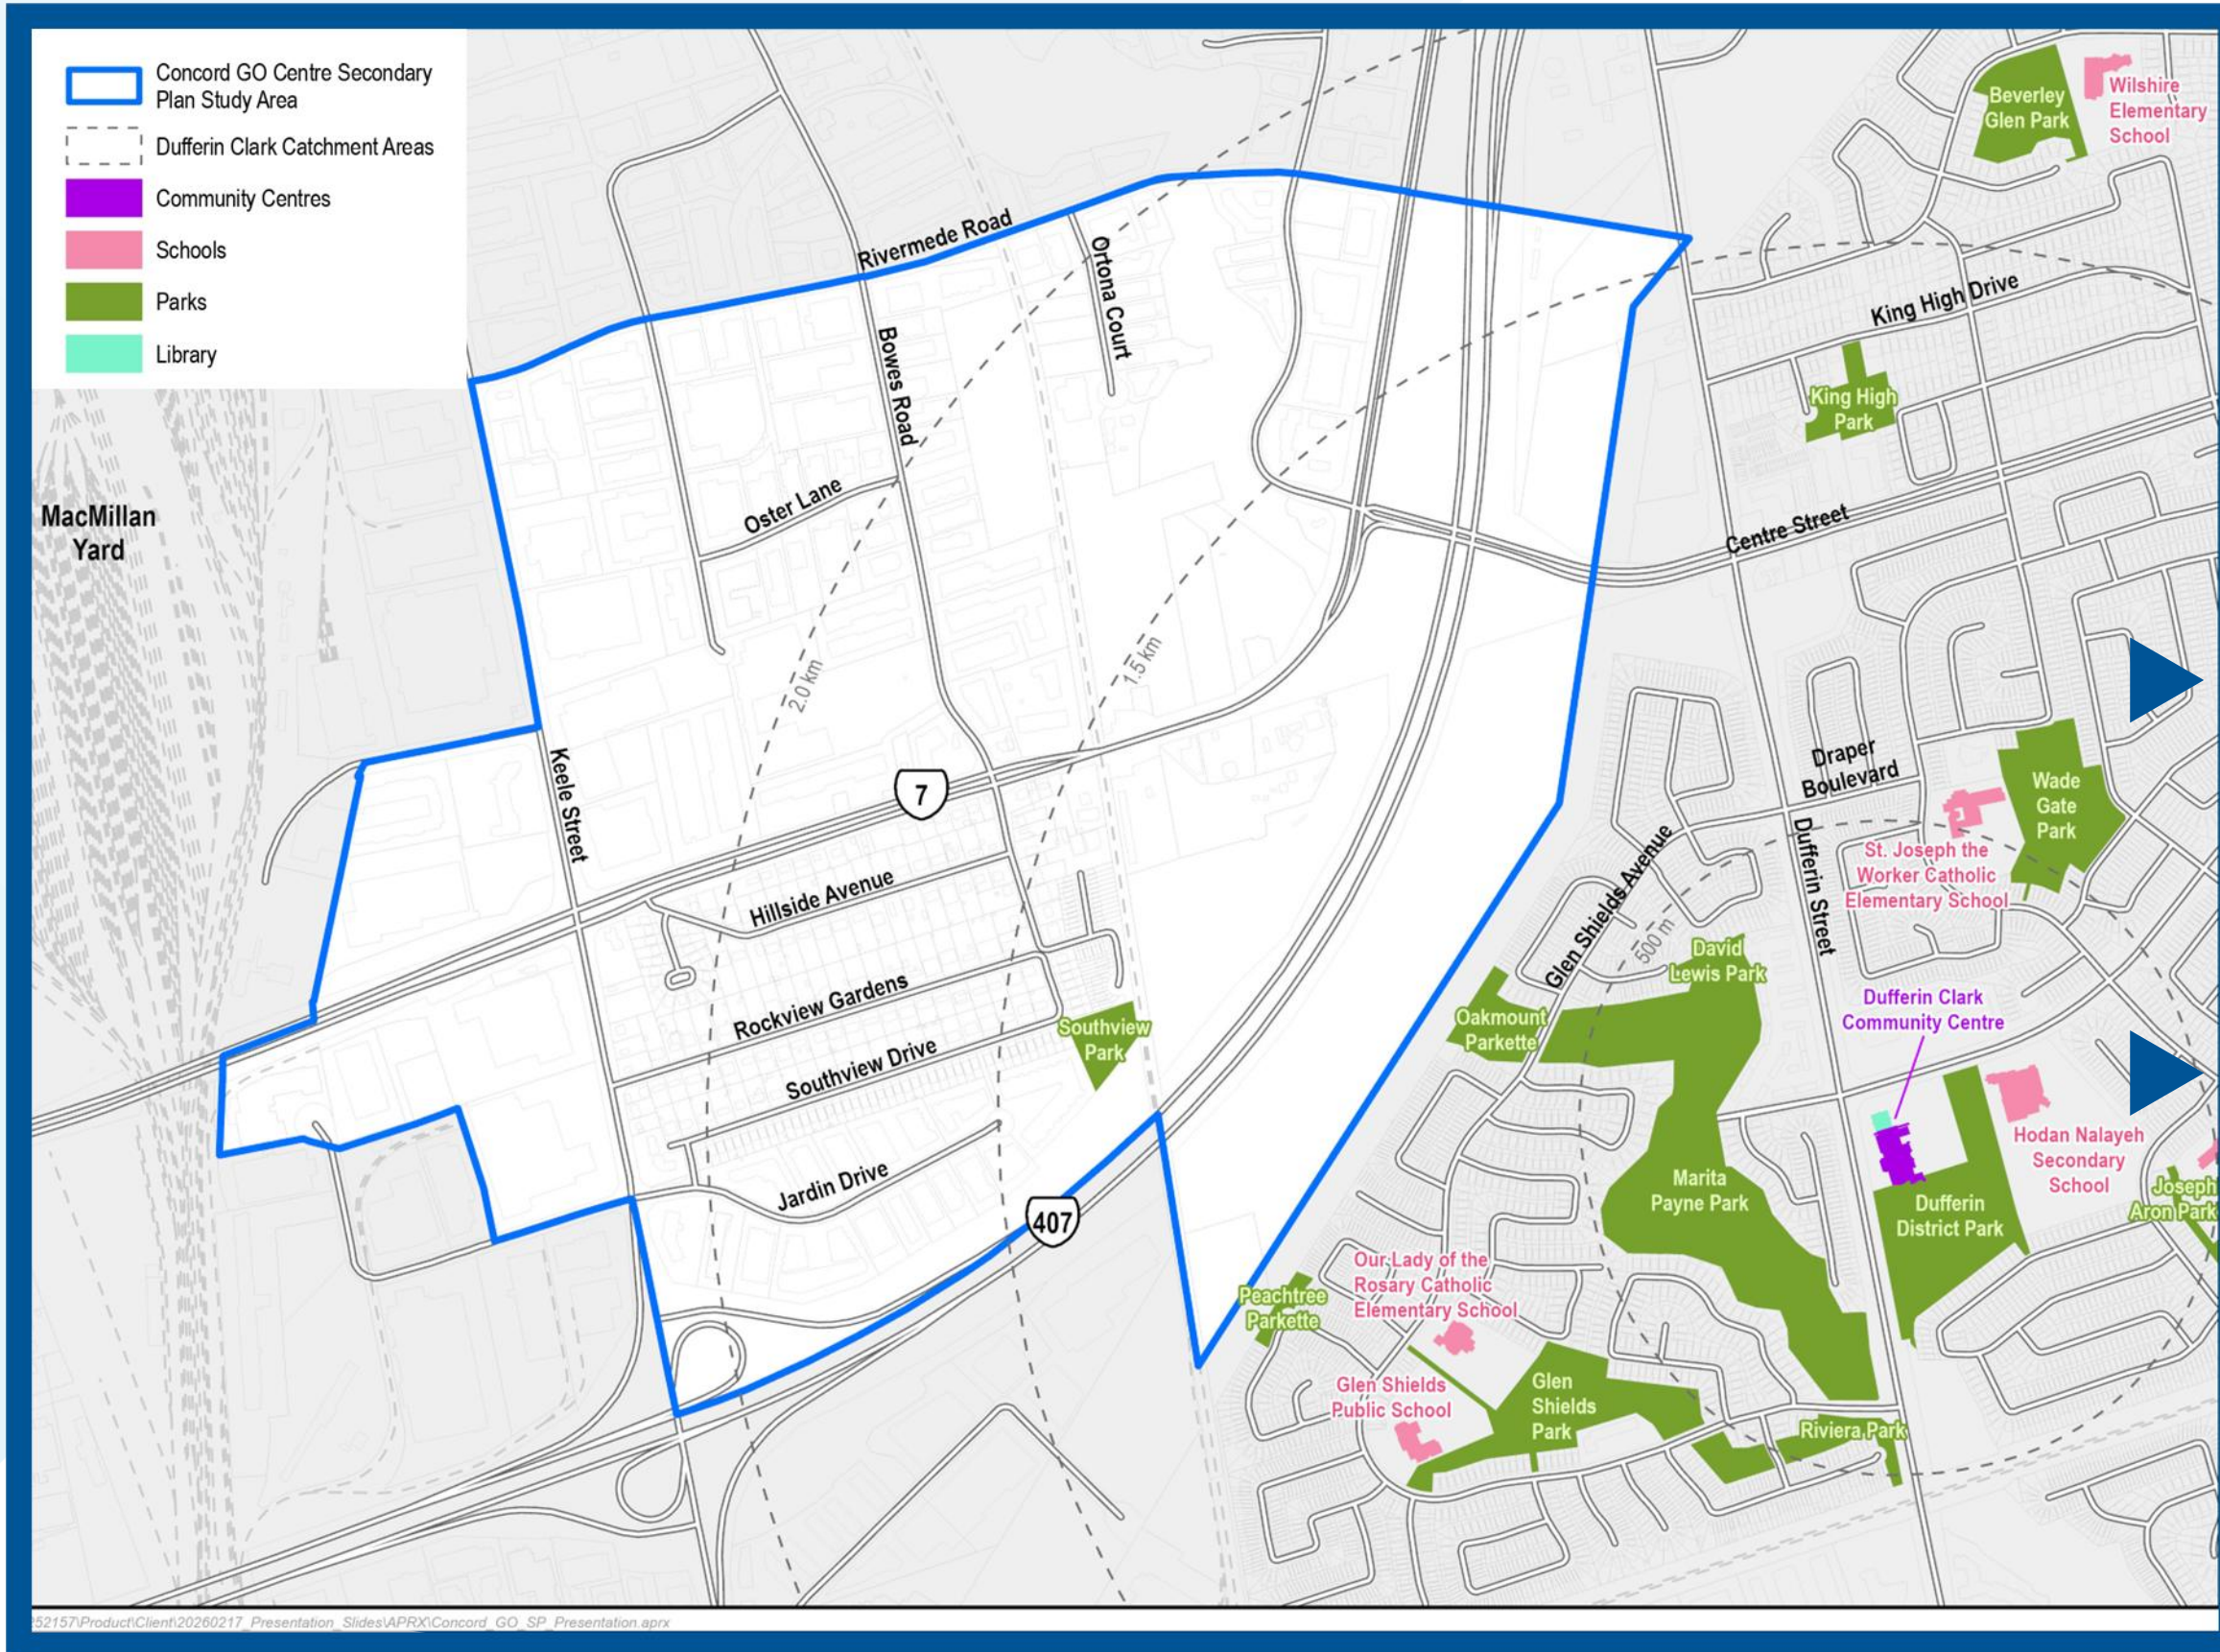 Concord GO Centre Secondary
Plan Study Area
Dufferin Clark Catchment Areas
Community Centres
Schools
Parks
Library
Beverley
Glen Park
Wilshire
Elementary
School
Rivermede Road
Ortona Court
King High Drive
Bowes Road
King High
Park
MacMillan
Yard
Oster Lane
Centre Street
2.0 km
1.5 km
Keele Street
7
Draper
Boulevard
Wade
Gate
Park
Hillside Avenue
Glen Shields Avenue
Dufferin Street
St. Joseph the
Worker Catholic
Elementary School
500 m
David
Lewis Park
Rockview Gardens
Southview
Park
Oakmount
Parkette
Dufferin Clark
Community Centre
Southview Drive
Hodan Nalayeh
Secondary
School
Jardin Drive
Marita
Payne Park
Dufferin
District Park
Joseph
Aron Park
407
Our Lady of the
Rosary Catholic
Elementary School
Peachtree
Parkette
Glen Shields
Public School
Glen
Shields
Park
Riviera Park
252157\Product\Client\20260217_Presentation_Slides\APRX\Concord_GO_SP_Presentation.aprx